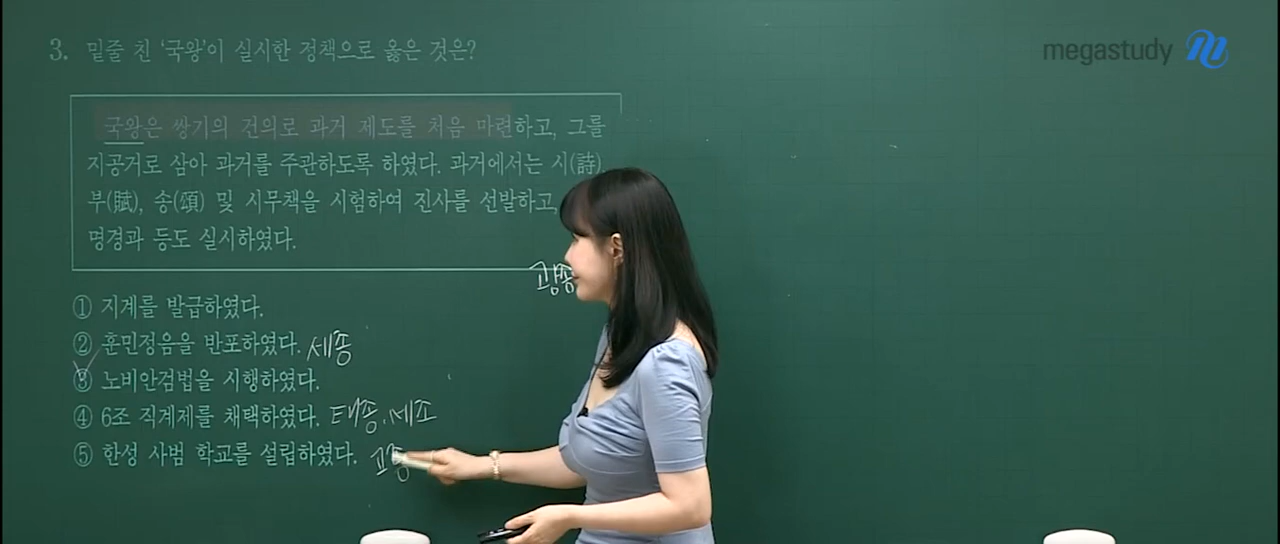 megastudy
3. 밑줄 친 ‘국왕’이 실시한 정책으로 옳은 것은?
국왕은 쌍기의 건의로 과거 제도를 처음 마련하고, 그를
지공거로 삼아 과거를 주관하도록 하였다. 과거에서는 시(詩)
부(賦), 송(頌) 및 시무책을 시험하여 진사를 선발하고,
명경과 등도 실시하였다.
광종
① 지계를 발급하였다.
② 훈민정음을 반포하였다. 세종
③ 노비안검법을 시행하였다.
④ 6조 직계제를 채택하였다. 태종, 세조
⑤ 한성 사범 학교를 설립하였다. 고종